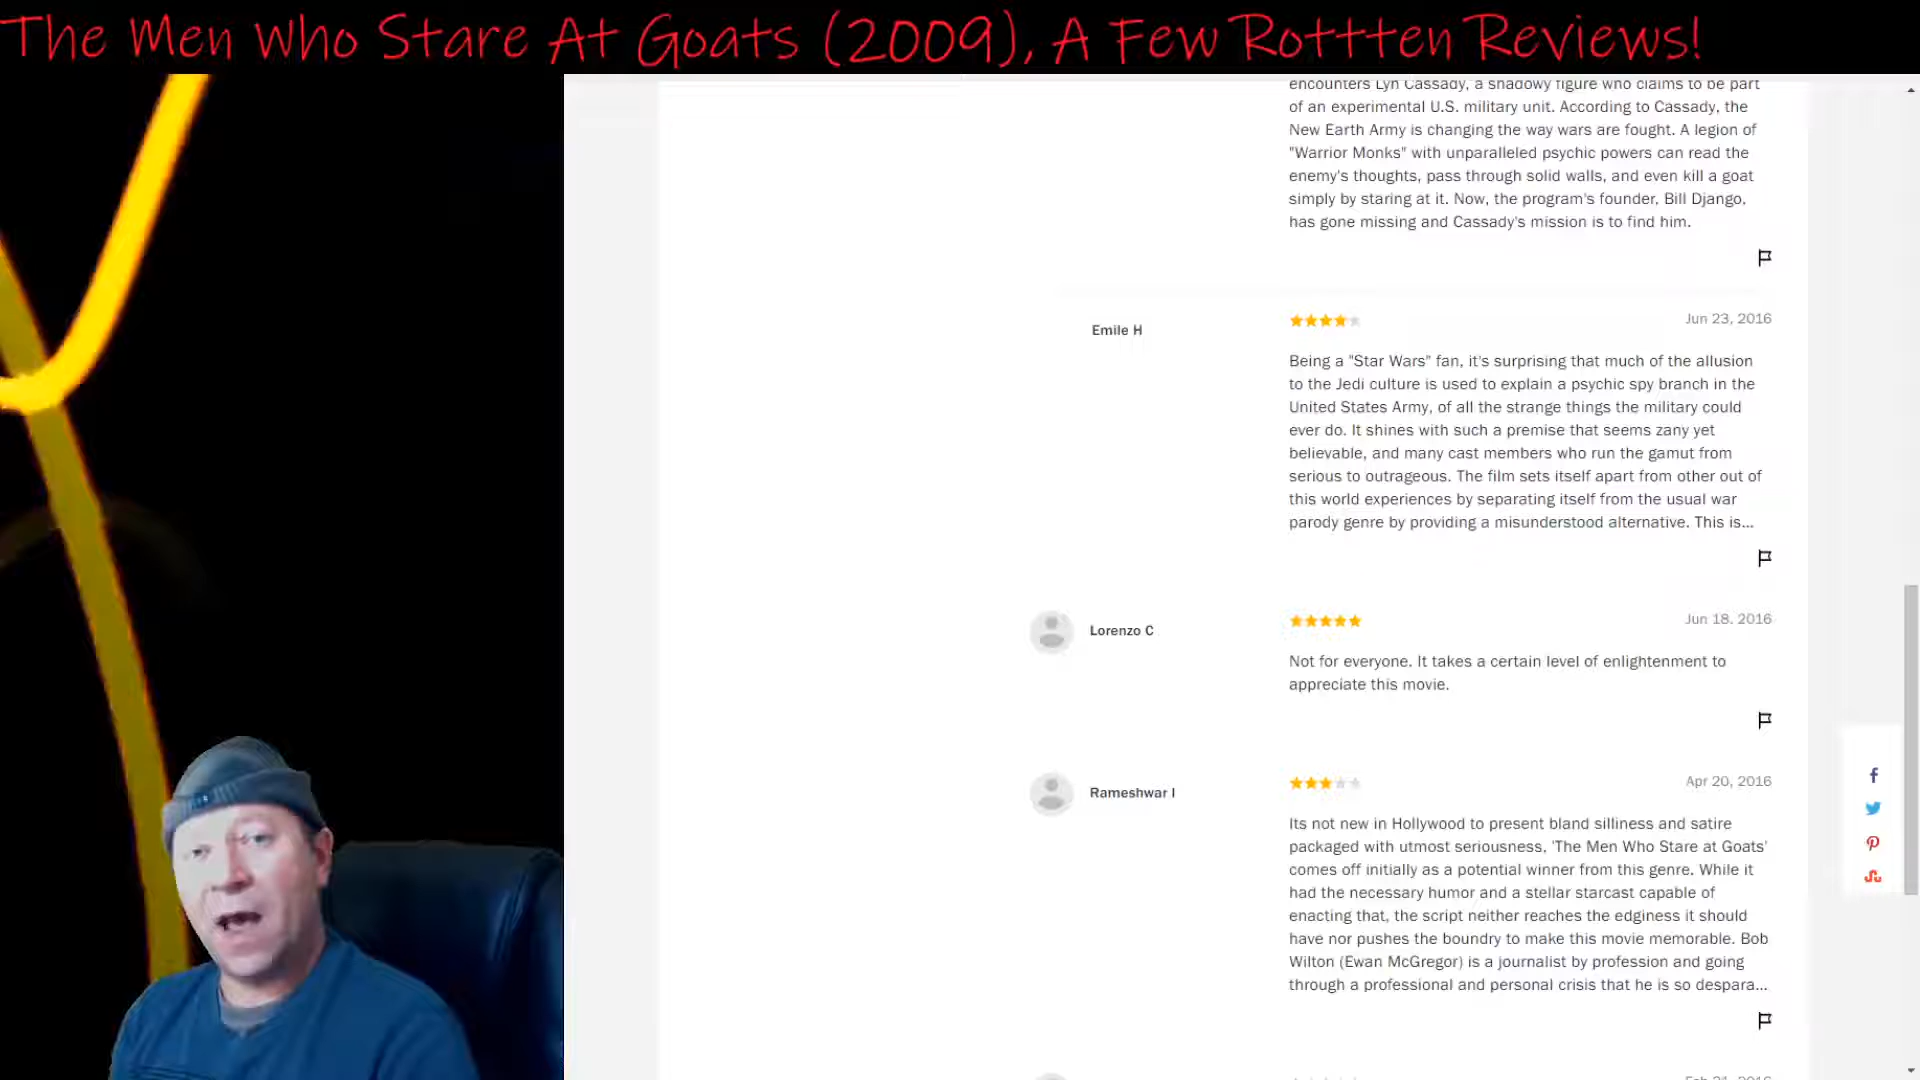 The Men Who Stare At Goats (2009), A Few Rottten Reviews!
encounters Lyn Cassady, a shadowy figure who claims to be part
of an experimental U.S. military unit. According to Cassady, the
New Earth Army is changing the way wars are fought. A legion of
"Warrior Monks" with unparalleled psychic powers can read the
enemy's thoughts, pass through solid walls, and even kill a goat
simply by staring at it. Now, the program's founder, Bill Django,
has gone missing and Cassady's mission is to find him.
Emile H
Jun 23, 2016
Being a "Star Wars" fan, it's surprising that much of the allusion
to the Jedi culture is used to explain a psychic spy branch in the
United States Army, of all the strange things the military could
ever do. It shines with such a premise that seems zany yet
believable, and many cast members who run the gamut from
serious to outrageous. The film sets itself apart from other out of
this world experiences by separating itself from the usual war
parody genre by providing a misunderstood alternative. This is...
Lorenzo C
Jun 18, 2016
Not for everyone. It takes a certain level of enlightenment to
appreciate this movie.
Rameshwar I
Apr 20, 2016
Its not new in Hollywood to present bland silliness and satire
packaged with utmost seriousness, 'The Men Who Stare at Goats'
comes off initially as a potential winner from this genre. While it
had the necessary humor and a stellar starcast capable of
enacting that, the script neither reaches the edginess it should
have nor pushes the boundry to make this movie memorable. Bob
Wilton (Ewan McGregor) is a journalist by profession and going
through a professional and personal crisis that he is so despara...